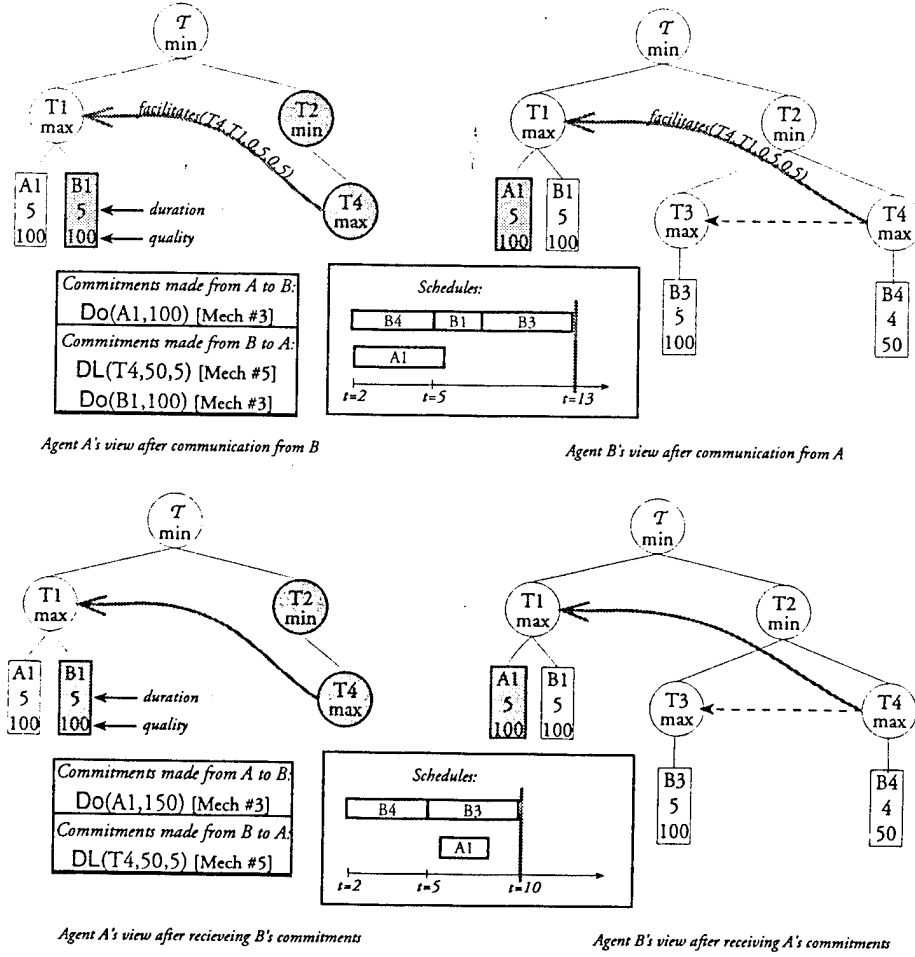 𝒯
min
T1
max
T2
min
facilitates(T4,T1,0.5,0.5)
T4
max
A1
5
100
B1
5
100
duration
quality
𝒯
min
T1
max
T2
min
facilitates(T4,T1,0.5,0.5)
A1
5
100
B1
5
100
T3
max
T4
max
B3
5
100
B4
4
50
Commitments made from A to B:
Do(A1,100) [Mech #3]
Commitments made from B to A:
DL(T4,50,5) [Mech #5]
Do(B1,100) [Mech #3]
Schedules:
B4 B1 B3
A1
t=2 t=5 t=13
Agent A's view after communication from B
Agent B's view after communication from A
𝒯
min
T1
max
T2
min
T4
max
A1
5
100
B1
5
100
duration
quality
𝒯
min
T1
max
T2
min
A1
5
100
B1
5
100
T3
max
T4
max
B3
5
100
B4
4
50
Commitments made from A to B:
Do(A1,150) [Mech #3]
Commitments made from B to A:
DL(T4,50,5) [Mech #5]
Schedules:
B4 B3
A1
t=2 t=5 t=10
Agent A's view after recieveing B's commitments
Agent B's view after receiving A's commitments